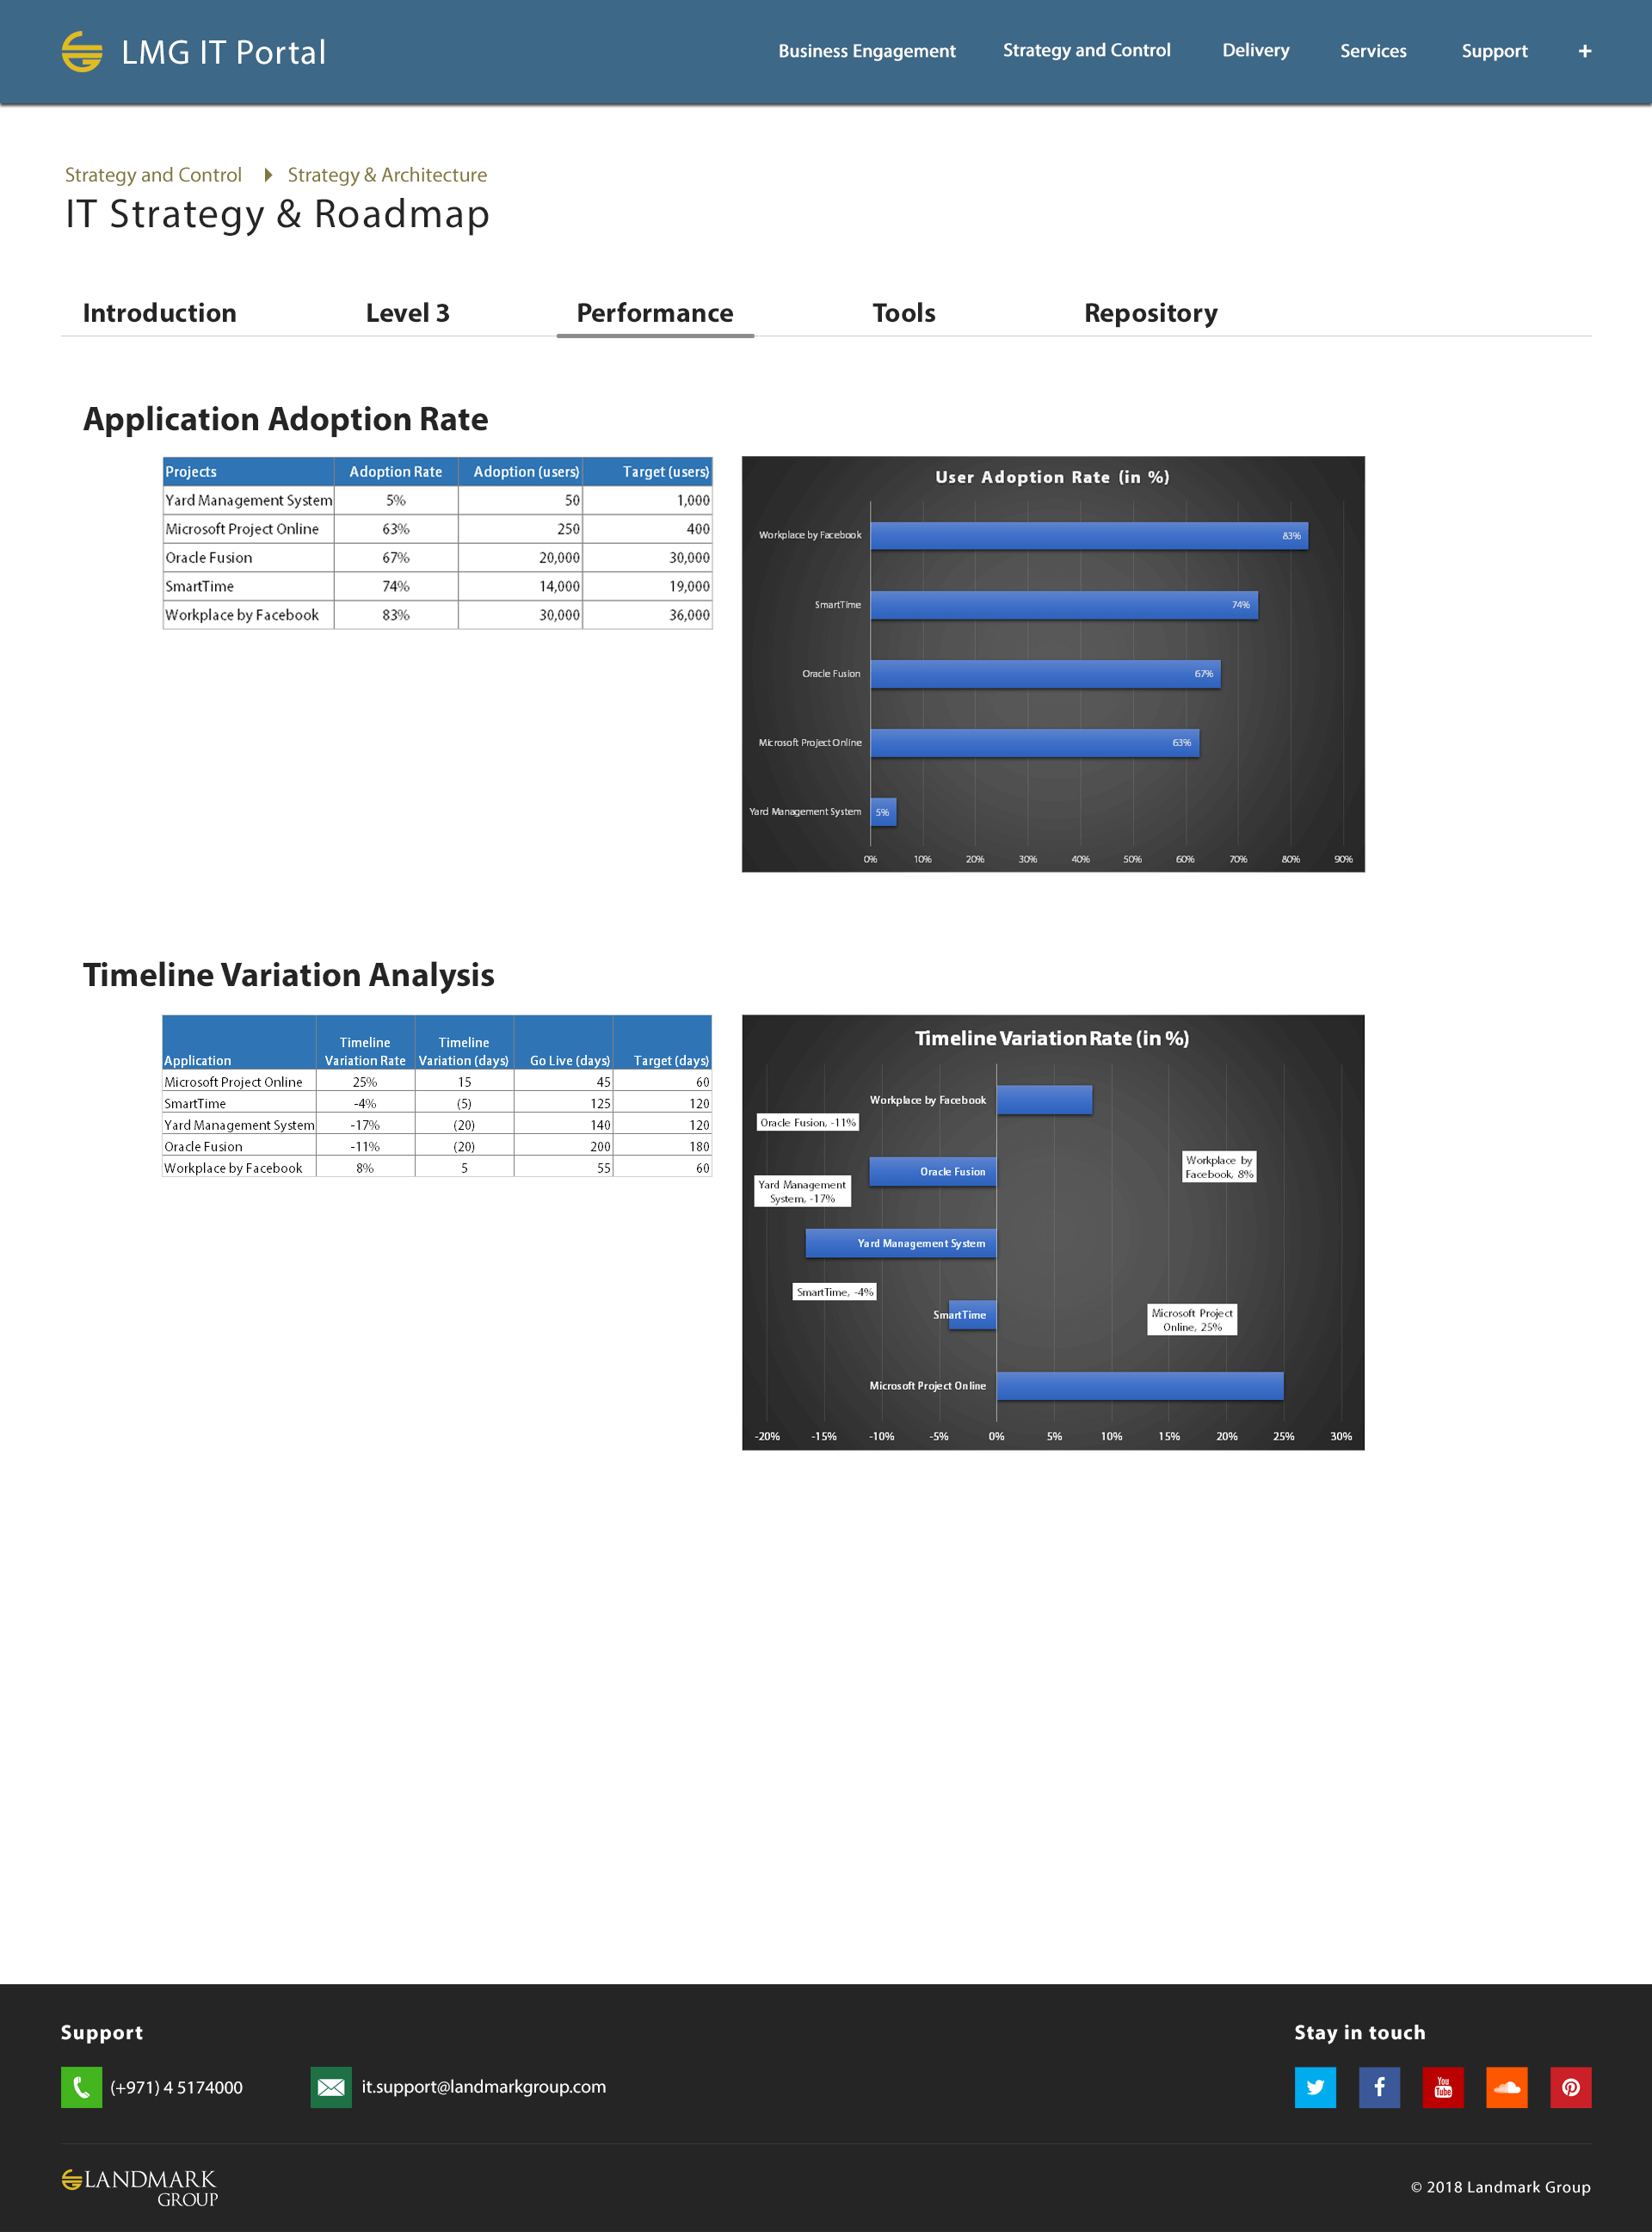 LMG IT Portal
Business Engagement Strategy and Control Delivery Services Support +
Strategy and Control Strategy & Architecture
IT Strategy & Roadmap
Introduction Level 3 Performance Tools Repository
Application Adoption Rate
Projects Adoption Rate Adoption (users) Target (users)
Yard Management System 5% 50 1,000
Microsoft Project Online 63% 250 400
Oracle Fusion 67% 20,000 30,000
SmartTime 74% 14,000 19,000
Workplace by Facebook 83% 30,000 36,000
User Adoption Rate (in %)
Workplace by Facebook 83%
SmartTime 74%
Oracle Fusion 67%
Microsoft Project Online 63%
Yard Management System 5%
0% 10% 20% 30% 40% 50% 60% 70% 80% 90%
Timeline Variation Analysis
Timeline Timeline
Application Variation Rate Variation (days) Go Live (days) Target (days)
Microsoft Project Online 25% 15 45 60
SmartTime -4% (5) 125 120
Yard Management System -17% (20) 140 120
Oracle Fusion -11% (20) 200 180
Workplace by Facebook 8% 5 55 60
Timeline Variation Rate (in %)
Workplace by Facebook
Oracle Fusion, -11%
Workplace by
Facebook, 8%
Oracle Fusion
Yard Management
System, -17%
Yard Management System
SmartTime, -4%
SmartTime
Microsoft Project
Online, 25%
Microsoft Project Online
-20% -15% -10% -5% 0% 5% 10% 15% 20% 25% 30%
Support
(+971) 4 5174000 it.support@landmarkgroup.com
Stay in touch
You
Tube
LANDMARK
GROUP
© 2018 Landmark Group